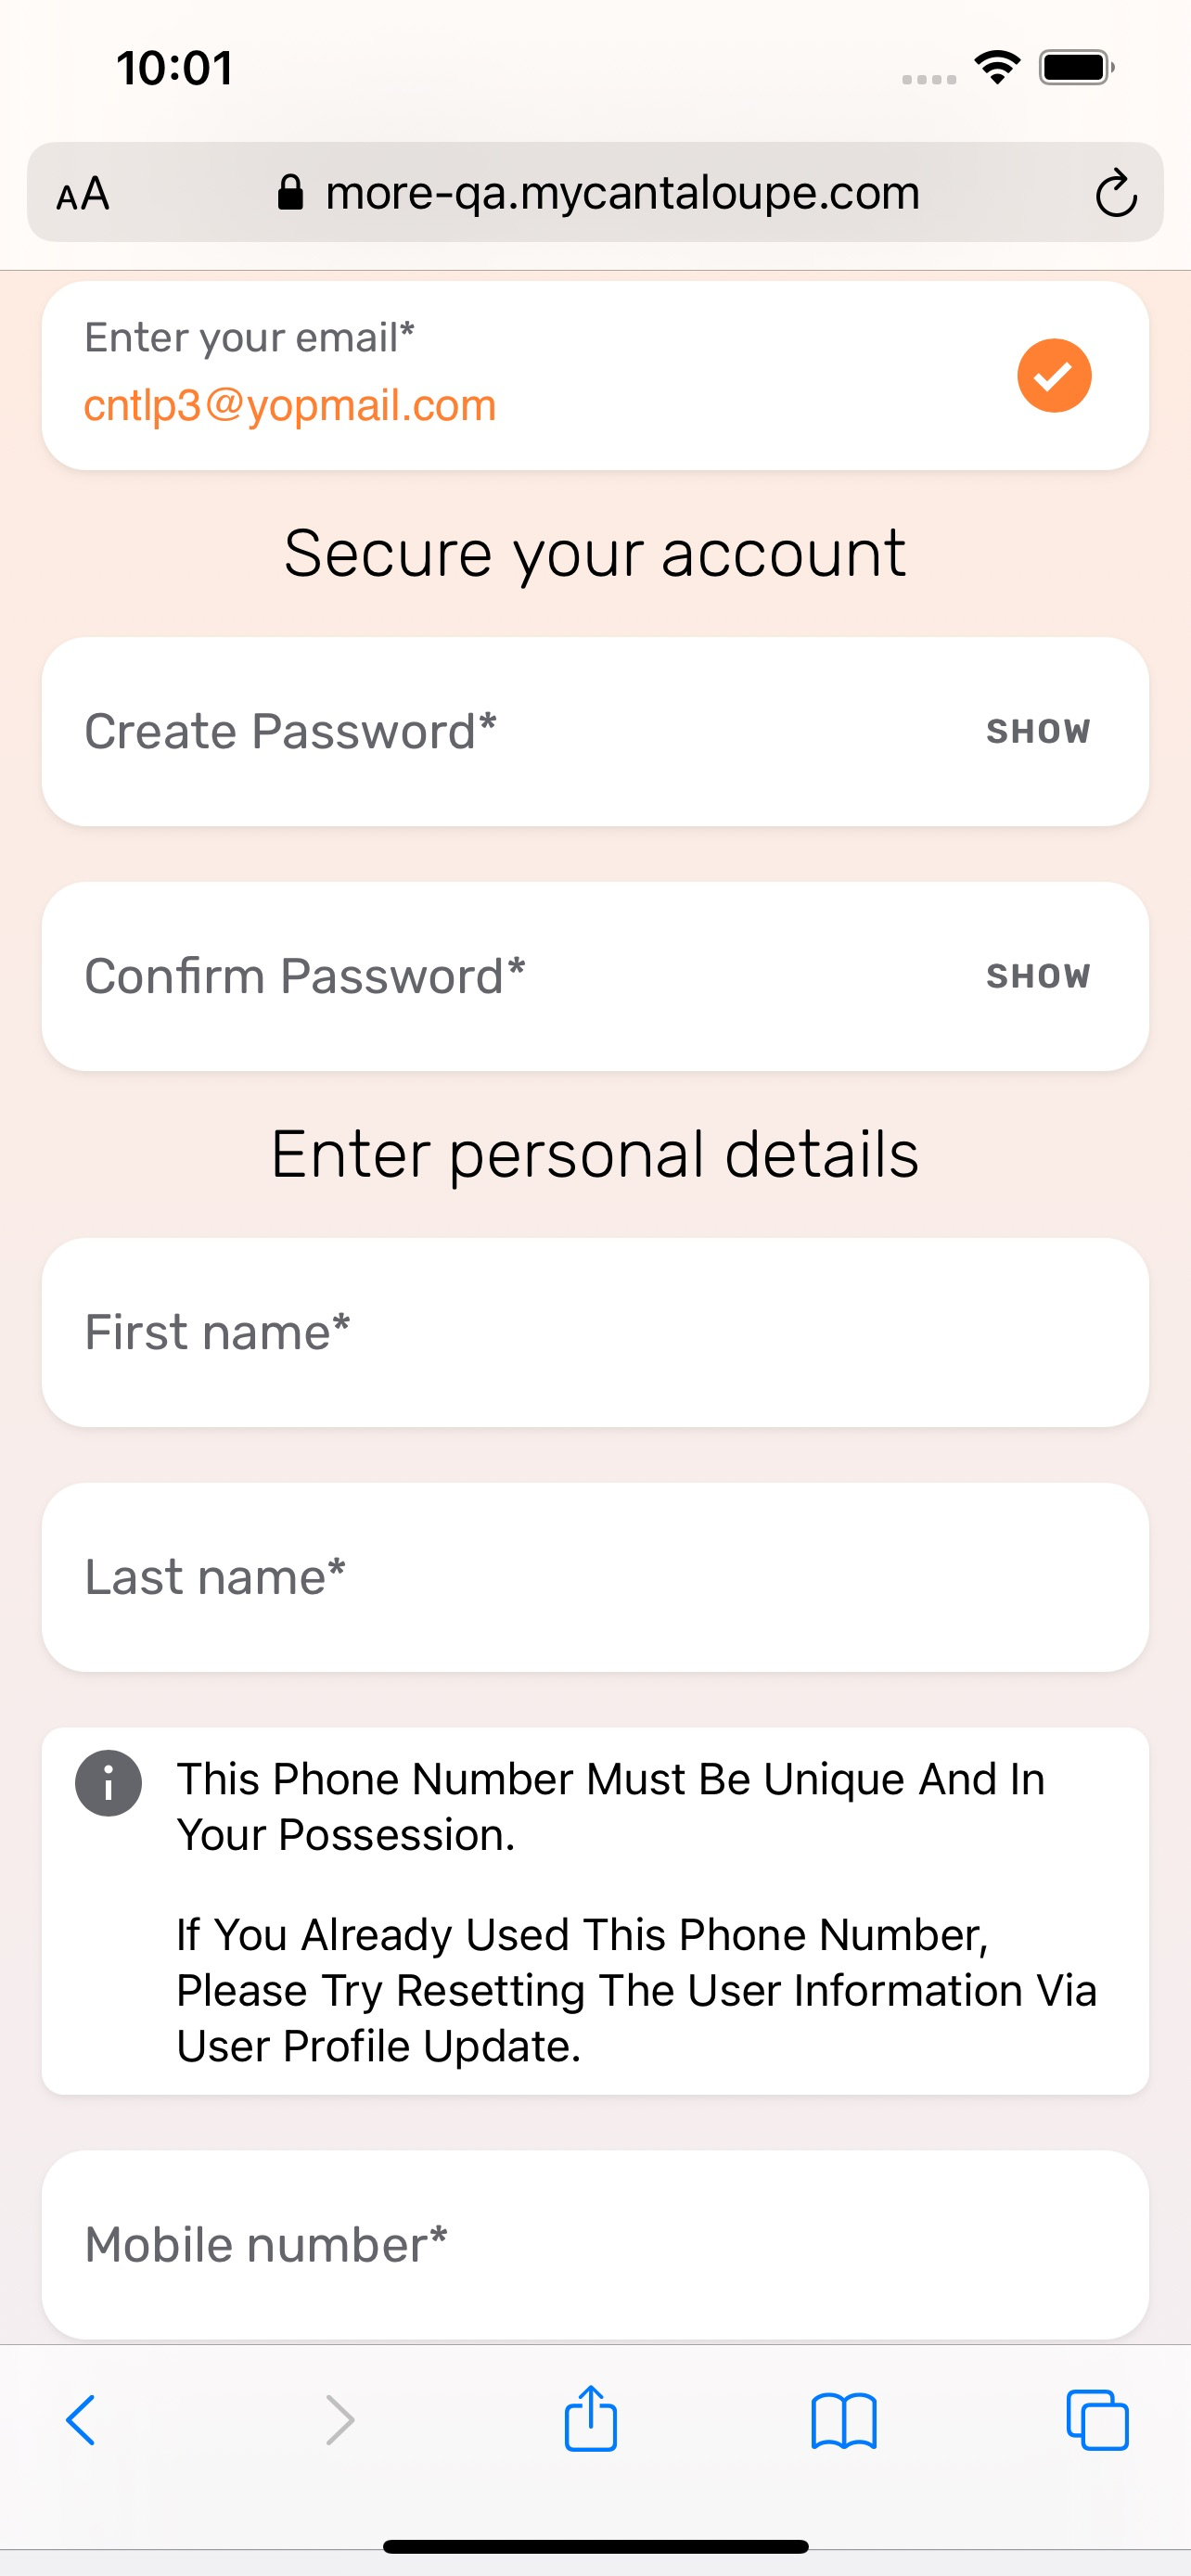 10:01
AA more-qa.mycantaloupe.com
Enter your email*
cntlp3@yopmail.com
Secure your account
Create Password* SHOW
Confirm Password* SHOW
Enter personal details
First name*
Last name*
i This Phone Number Must Be Unique And In
Your Possession.
If You Already Used This Phone Number,
Please Try Resetting The User Information Via
User Profile Update.
Mobile number*